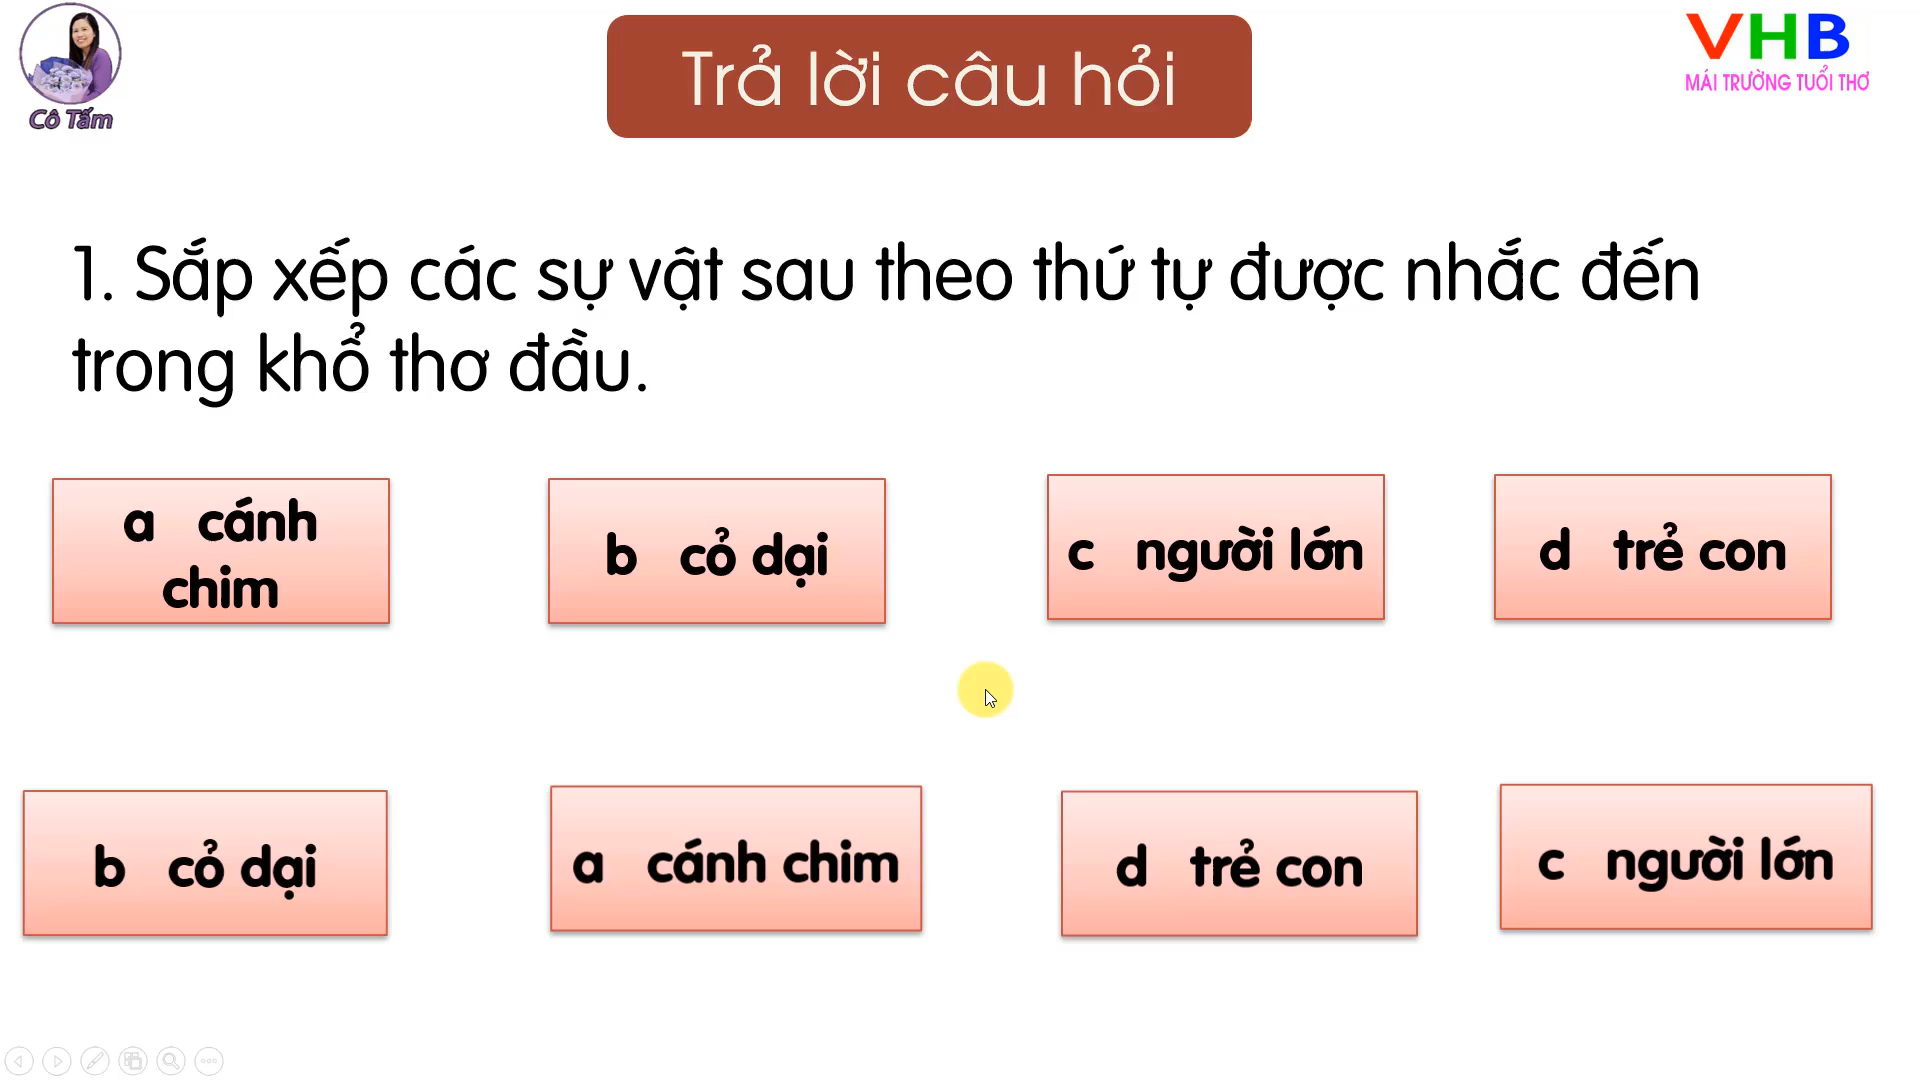 Cô Tấm
Trả lời câu hỏi
VHB
MÁI TRƯỜNG TUỔI THƠ
1. Sắp xếp các sự vật sau theo thứ tự được nhắc đến
trong khổ thơ đầu.
a cánh
chim
b cỏ dại
c người lớn
d trẻ con
b cỏ dại
a cánh chim
d trẻ con
c người lớn